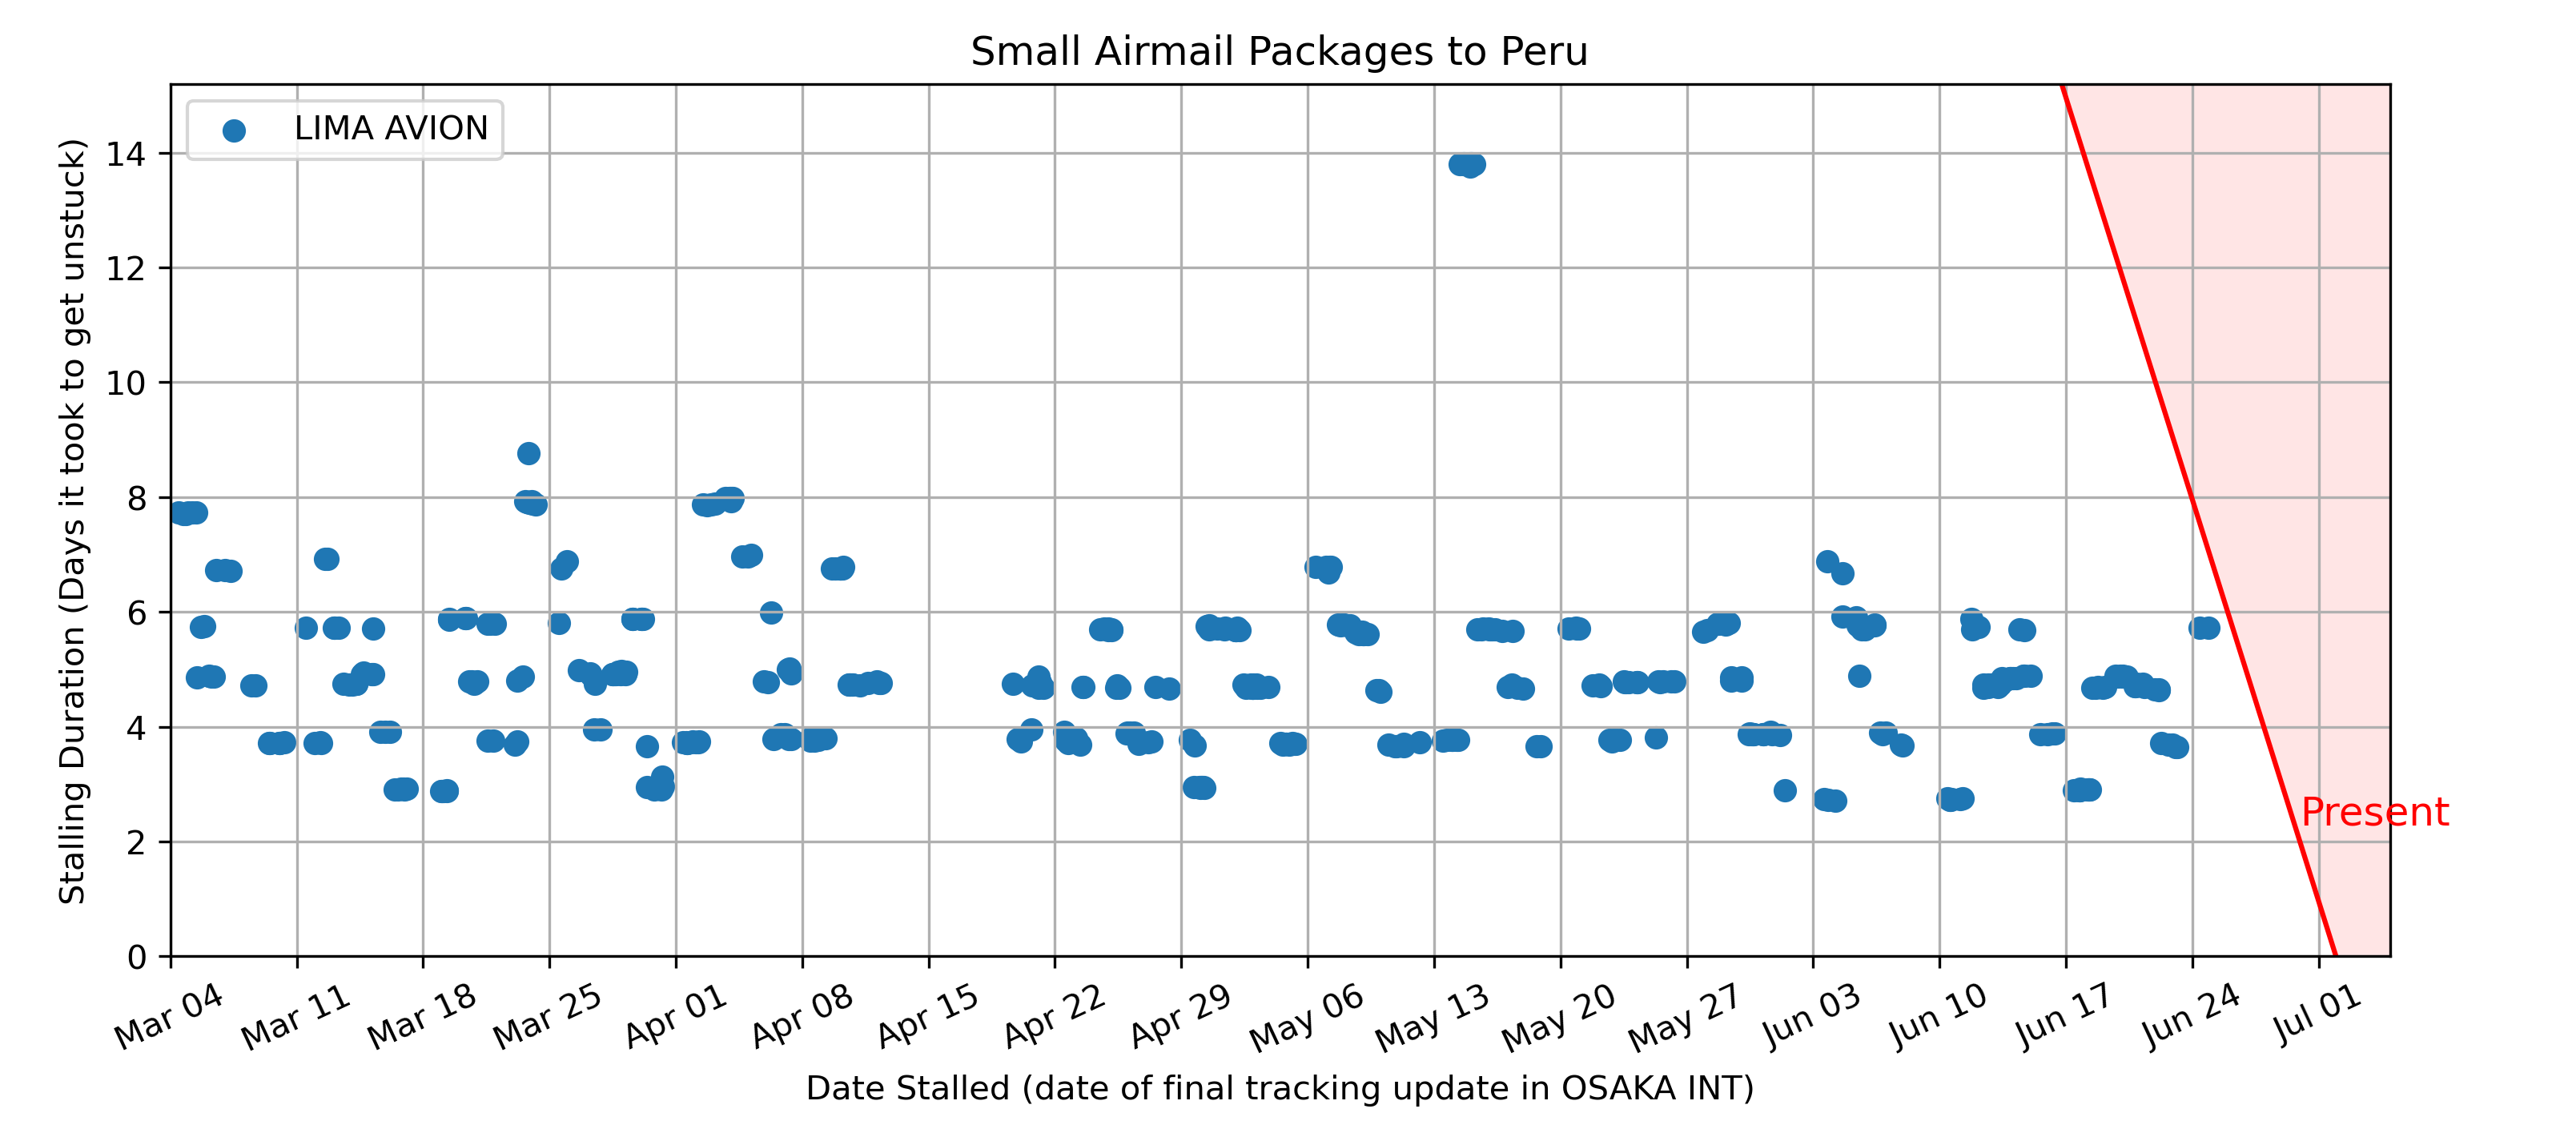 Small Airmail Packages to Peru
LIMA AVION
Stalling Duration (Days it took to get unstuck)
14
12
10
8
6
4
2
0
Present
Mar 04
Mar 11
Mar 18
Mar 25
Apr 01
Apr 08
Apr 15
Apr 22
Apr 29
May 06
May 13
May 20
May 27
Jun 03
Jun 10
Jun 17
Jun 24
Jul 01
Date Stalled (date of final tracking update in OSAKA INT)